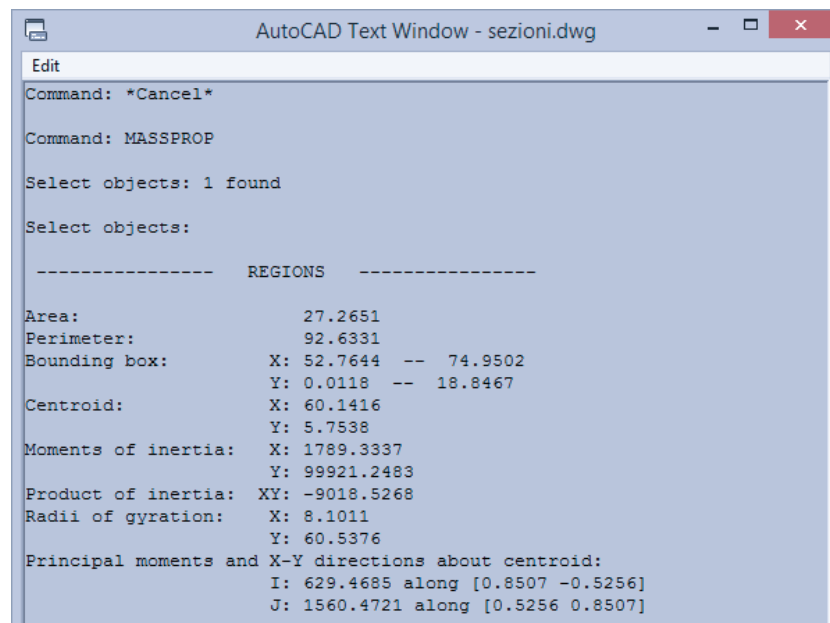 AutoCAD Text Window - sezioni.dwg
Edit
Command: *Cancel*
Command: MASSPROP
Select objects: 1 found
Select objects:
---------------- REGIONS ----------------
Area: 27.2651
Perimeter: 92.6331
Bounding box: X: 52.7644 -- 74.9502
Y: 0.0118 -- 18.8467
Centroid: X: 60.1416
Y: 5.7538
Moments of inertia: X: 1789.3337
Y: 99921.2483
Product of inertia: XY: -9018.5268
Radii of gyration: X: 8.1011
Y: 60.5376
Principal moments and X-Y directions about centroid:
I: 629.4685 along [0.8507 -0.5256]
J: 1560.4721 along [0.5256 0.8507]